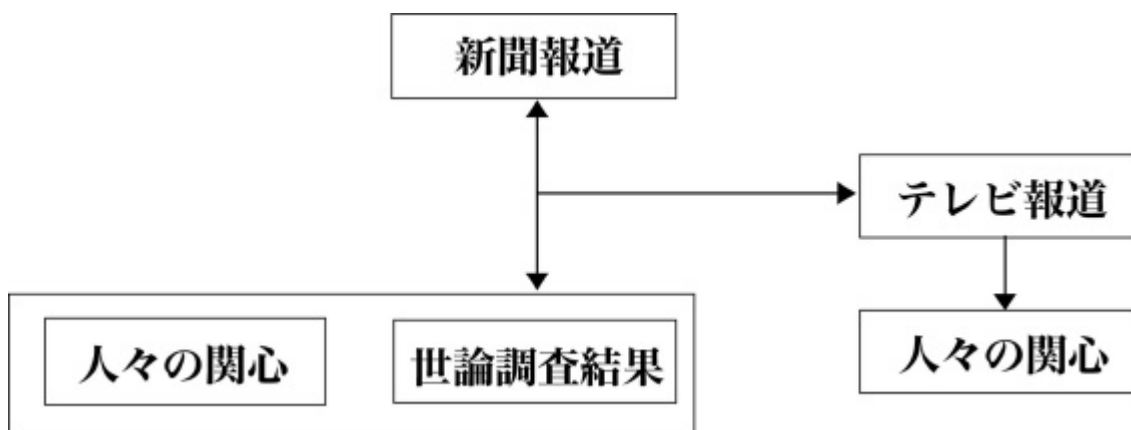 新聞報道
テレビ報道
人々の関心
世論調査結果
人々の関心